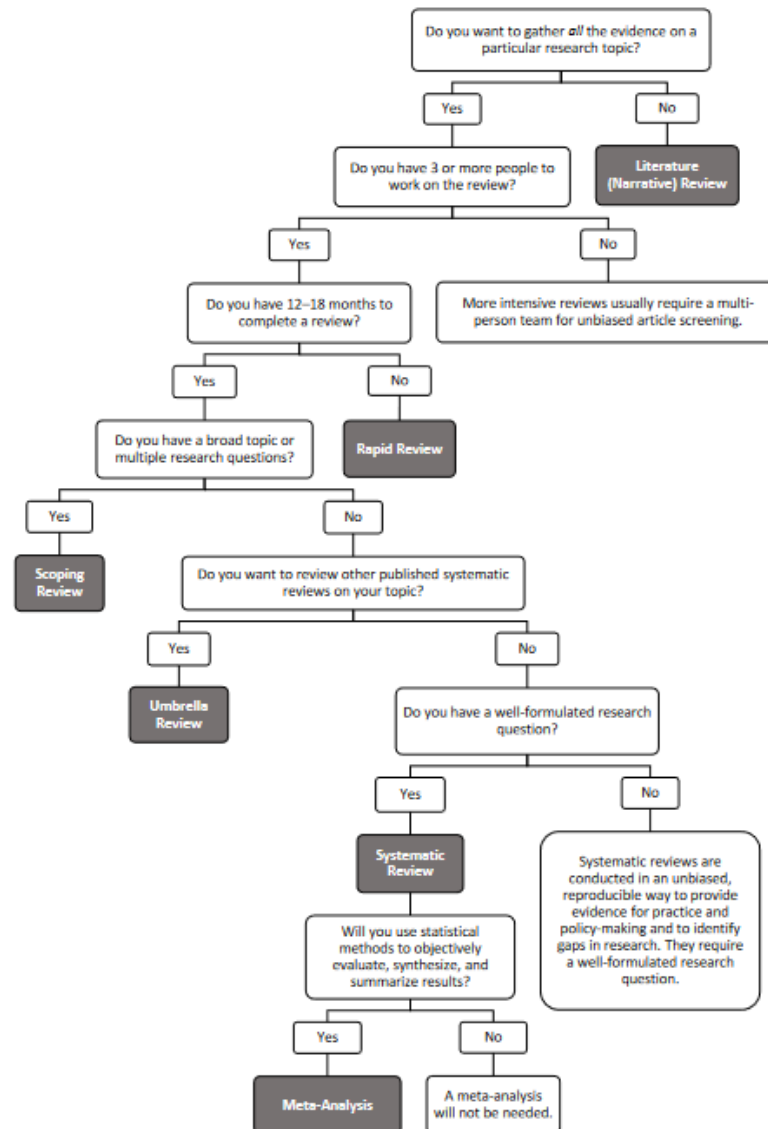 Do you want to gather all the evidence on a
particular research topic?
Yes
No
Do you have 3 or more people to
work on the review?
Literature
(Narrative) Review
Yes
No
Do you have 12–18 months to
complete a review?
More intensive reviews usually require a multi-
person team for unbiased article screening.
Yes
No
Do you have a broad topic or
multiple research questions?
Rapid Review
Yes
No
Scoping
Review
Do you want to review other published systematic
reviews on your topic?
Yes
No
Umbrella
Review
Do you have a well-formulated research
question?
Yes
No
Systematic
Review
Systematic reviews are
conducted in an unbiased,
reproducible way to provide
evidence for practice and
policy-making and to identify
gaps in research. They require
a well-formulated research
question.
Will you use statistical
methods to objectively
evaluate, synthesize, and
summarize results?
Yes
No
Meta-Analysis
A meta-analysis
will not be needed.